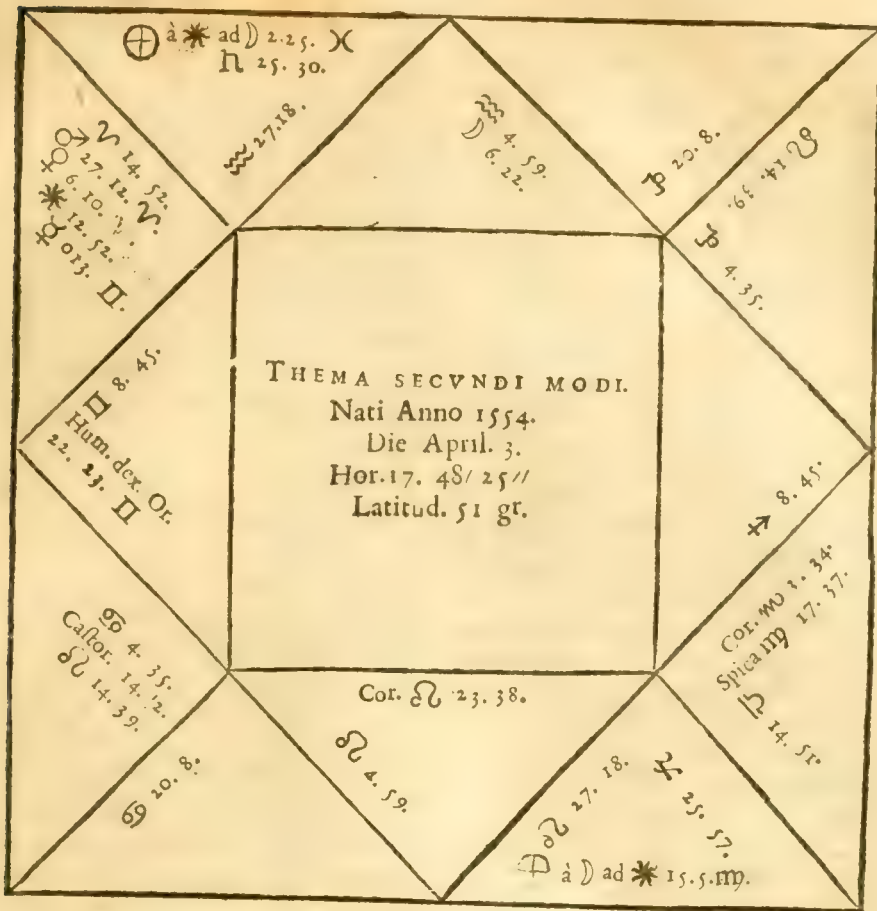 ⊕ à ✷ ad ☽ 2.25. ♓
♄ 25. 30.
♒ 27.18.
♒ 4. 59.
☽ 6. 22.
♑ 20. 8.
☋ 14. 39.
♑ 4. 35.
♂ ♈ 14. 52.
♀ 27. 12. ♈.
✷ 6. 10.
12. 52.
☿ 013. ♊.
♊ 8. 45.
Hum. dex. Or.
22. 23. ♊
THEMA SECVNDI MODI.
Nati Anno 1554.
Die April. 3.
Hor.17. 48/ 25//
Latitud. 51 gr.
♐ 8. 45.
Cor. ♏ 3. 34.
Spica ♍ 17. 37.
♎ 14. 51.
♋ 4. 35.
Castor. 14. 12.
☊ 14. 39.
♋ 20. 8.
Cor. ♌ 23. 38.
♌ 4. 59.
♌ 27. 18.
♃ 25. 57.
à ☽ ad ✷ 15.5.♍.